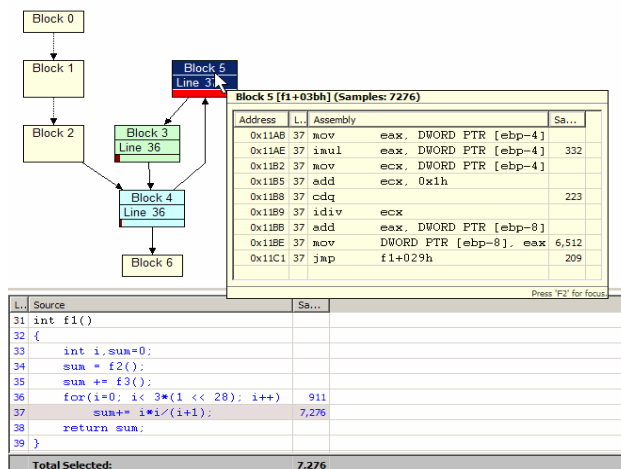 Block 0
Block 1
Block 5
Line 37
Block 2
Block 3
Line 36
Block 4
Line 36
Block 6
Block 5 [f1+03bh] (Samples: 7276)
Address L.. Assembly Sa...
0x11AB 37 mov eax, DWORD PTR [ebp-4]
0x11AE 37 imul eax, DWORD PTR [ebp-4] 332
0x11B2 37 mov ecx, DWORD PTR [ebp-4]
0x11B5 37 add ecx, 0x1h
0x11B8 37 cdq 223
0x11B9 37 idiv ecx
0x11BB 37 add eax, DWORD PTR [ebp-8]
0x11BE 37 mov DWORD PTR [ebp-8], eax 6,512
0x11C1 37 jmp f1+029h 209
Press 'F2' for focus
L.. Source Sa...
31 int f1()
32 {
33 int i,sum=0;
34 sum = f2();
35 sum += f3();
36 for(i=0; i< 3*(1 << 28); i++) 911
37 sum+= i*i/(i+1); 7,276
38 return sum;
39 }
Total Selected: 7,276